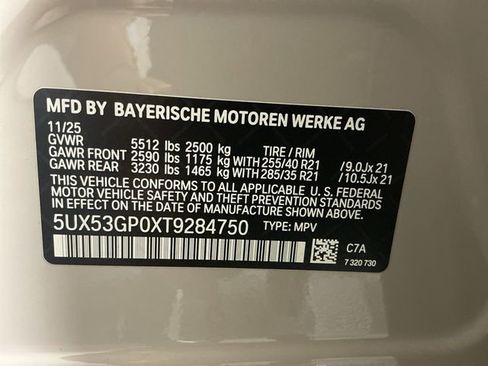 MFD BY BAYERISCHE MOTOREN WERKE AG
11/25
GVWR 5512 lbs 2500 kg TIRE / RIM
GAWR FRONT 2590 lbs 1175 kg WITH 255/40 R21 /9.0Jx 21
GAWR REAR 3230 lbs 1465 kg WITH 285/35 R21 /10.5Jx 21
THIS VEHICLE CONFORMS TO ALL APPLICABLE U. S. FEDERAL
MOTOR VEHICLE SAFETY, BUMPER, AND THEFT PREVENTION STANDARDS
IN EFFECT ON THE DATE OF MANUFACTURE SHOWN ABOVE.
5UX53GP0XT9284750 TYPE: MPV
C7A
7 320 730